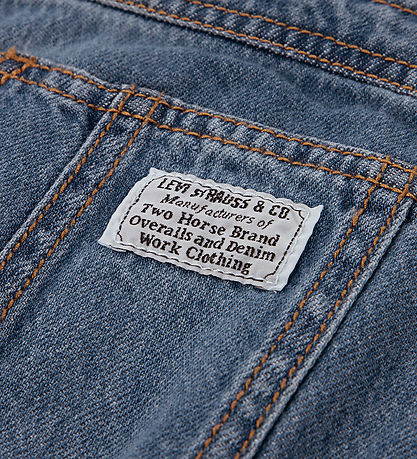 LEVI STRAUSS & CO.
Manufacturers of
Two Horse Brand
Overalls and Denim
Work Clothing